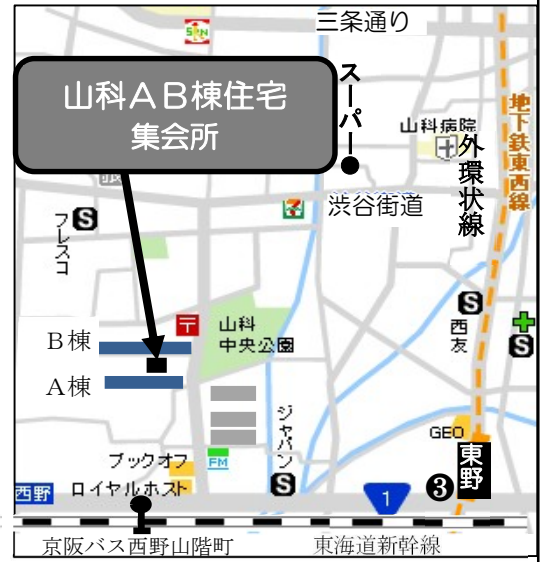 三条通り
SUN
山科AB棟住宅
集会所
スーパー
山科病院
外環状線
地下鉄東西線
7
渋谷街道
フレスコ
S
〒
山科
中央公園
B棟
A棟
S
西友
S
ジャパン
S
GEO
東野
❸
ブックオフ
FM
西野
ロイヤルホスト
1
京阪バス西野山階町
東海道新幹線